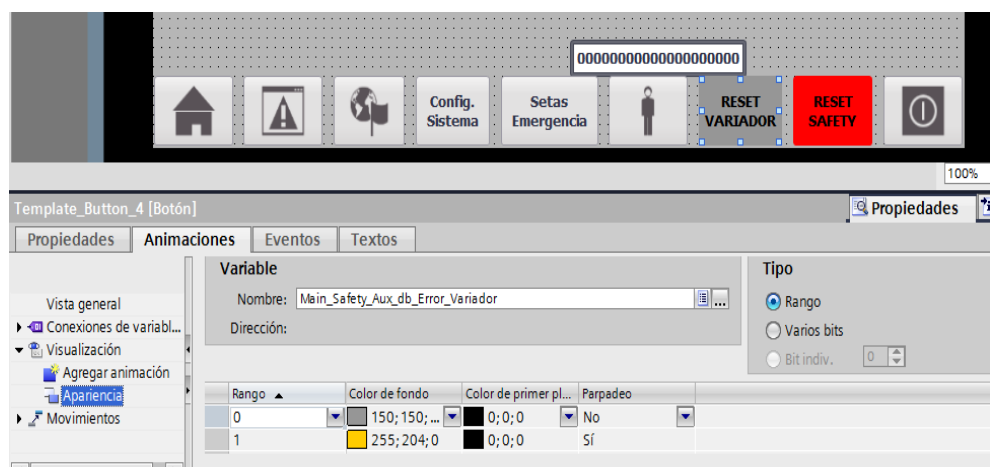 00000000000000000000
Config. Sistema
Setas Emergencia
RESET VARIADOR
RESET SAFETY
100%
Template_Button_4 [Botón]
Propiedades
Propiedades Animaciones Eventos Textos
Variable
Tipo
Vista general
Nombre: Main_Safety_Aux_db_Error_Variador ...
Rango
Conexiones de variabl...
Dirección:
Varios bits
Visualización
Bit indiv. 0
Agregar animación
Apariencia
Rango Color de fondo Color de primer pl... Parpadeo
Movimientos
0 150; 150; ... 0; 0; 0 No
1 255; 204; 0 0; 0; 0 Sí